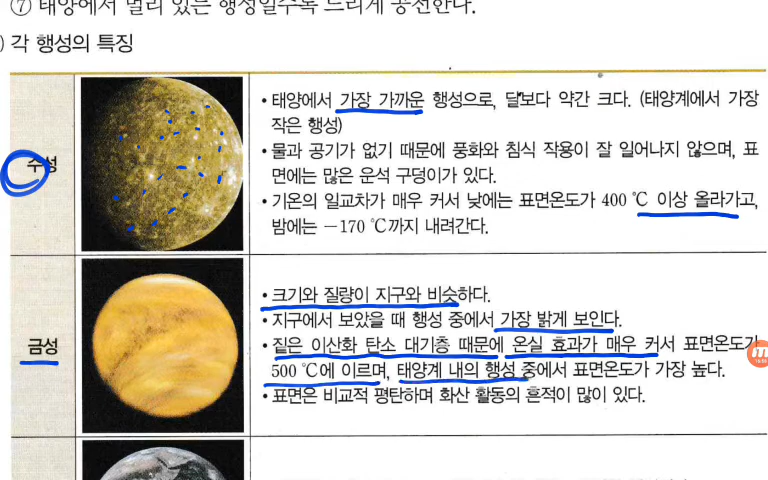 ⑦ 태양에서 멀리 있는 행성일수록 느리게 공전한다.
) 각 행성의 특징
수성
• 태양에서 가장 가까운 행성으로, 달보다 약간 크다. (태양계에서 가장
작은 행성)
• 물과 공기가 없기 때문에 풍화와 침식 작용이 잘 일어나지 않으며, 표
면에는 많은 운석 구덩이가 있다.
• 기온의 일교차가 매우 커서 낮에는 표면온도가 400 ℃ 이상 올라가고,
밤에는 －170 ℃까지 내려간다.
금성
• 크기와 질량이 지구와 비슷하다.
• 지구에서 보았을 때 행성 중에서 가장 밝게 보인다.
• 짙은 이산화 탄소 대기층 때문에 온실 효과가 매우 커서 표면온도가
500 ℃에 이르며, 태양계 내의 행성 중에서 표면온도가 가장 높다.
• 표면은 비교적 평탄하며 화산 활동의 흔적이 많이 있다.